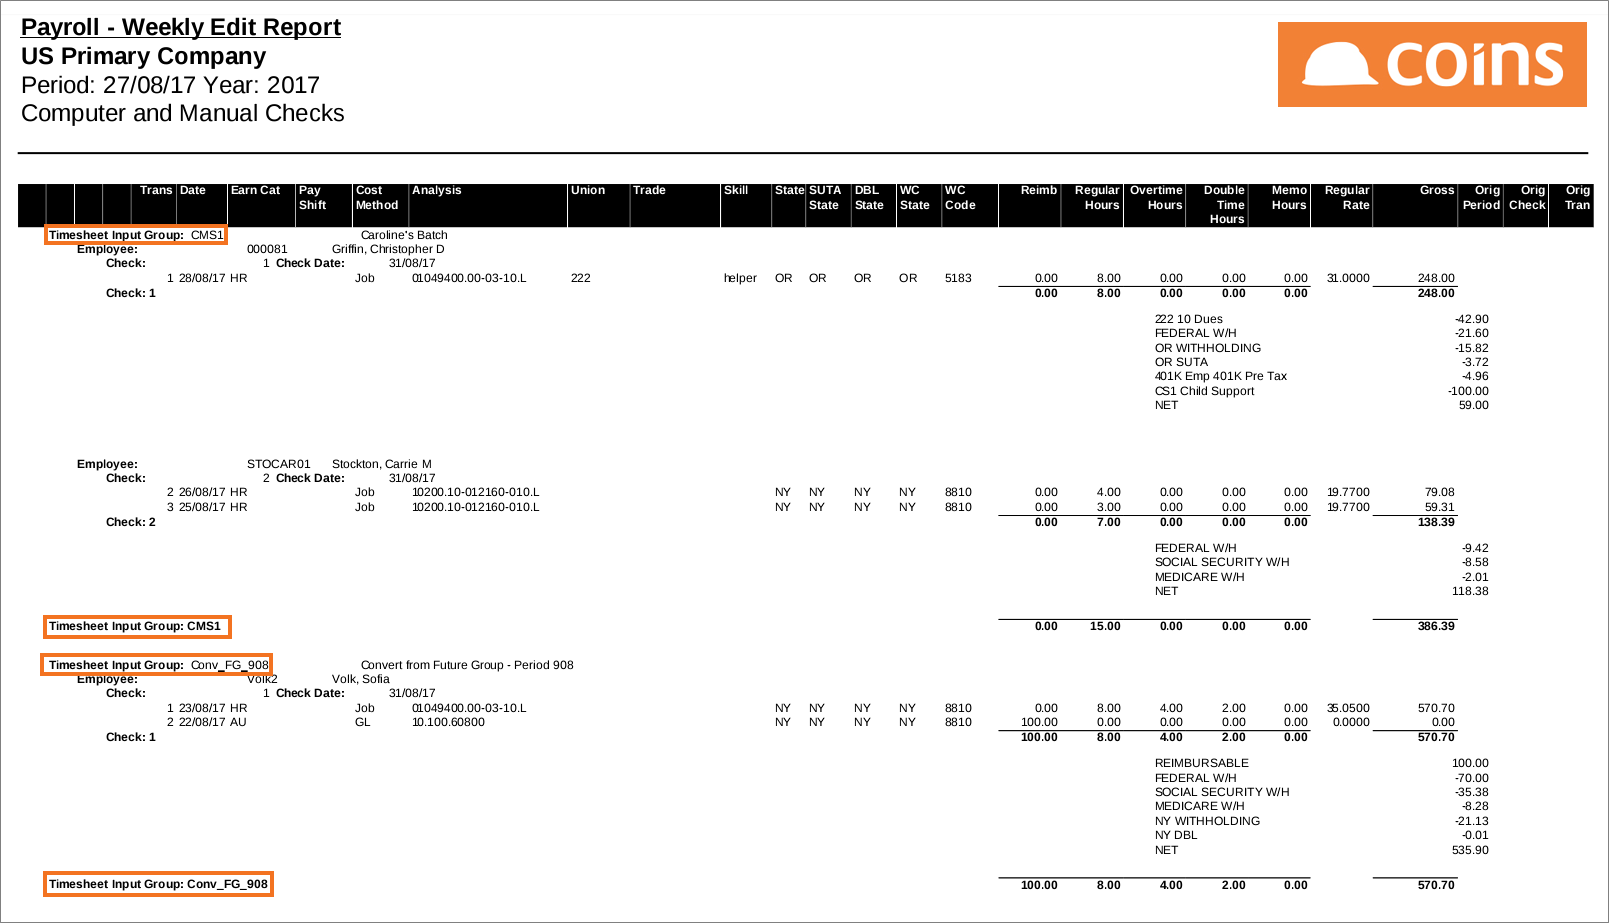 Payroll - Weekly Edit Report
US Primary Company
Period: 27/08/17 Year: 2017
Computer and Manual Checks
coins
Trans Date Earn Cat Pay Shift Cost Method Analysis Union Trade Skill State SUTA State DBL State WC State WC Code Reimb Regular Hours Overtime Hours Double Time Hours Memo Hours Regular Rate Gross Orig Period Orig Check Orig Tran
Timesheet Input Group: CMS1 Caroline's Batch
Employee: 000081 Griffin, Christopher D
Check: 1 Check Date: 31/08/17
1 28/08/17 HR Job 01049400.00-03-10.L 222 helper OR OR OR OR 5183 0.00 8.00 0.00 0.00 0.00 31.0000 248.00
Check: 1 0.00 8.00 0.00 0.00 0.00 248.00
222 10 Dues -42.90
FEDERAL W/H -21.60
OR WITHHOLDING -15.82
OR SUTA -3.72
401K Emp 401K Pre Tax -4.96
CS1 Child Support -100.00
NET 59.00
Employee: STOCAR01 Stockton, Carrie M
Check: 2 Check Date: 31/08/17
2 26/08/17 HR Job 10200.10-012160-010.L NY NY NY NY 8810 0.00 4.00 0.00 0.00 0.00 19.7700 79.08
3 25/08/17 HR Job 10200.10-012160-010.L NY NY NY NY 8810 0.00 3.00 0.00 0.00 0.00 19.7700 59.31
Check: 2 0.00 7.00 0.00 0.00 0.00 138.39
FEDERAL W/H -9.42
SOCIAL SECURITY W/H -8.58
MEDICARE W/H -2.01
NET 118.38
Timesheet Input Group: CMS1 0.00 15.00 0.00 0.00 0.00 386.39
Timesheet Input Group: Conv_FG_908 Convert from Future Group - Period 908
Employee: Volk2 Volk, Sofia
Check: 1 Check Date: 31/08/17
1 23/08/17 HR Job 01049400.00-03-10.L NY NY NY NY 8810 0.00 8.00 4.00 2.00 0.00 35.0500 570.70
2 22/08/17 AU GL 10.100.60800 NY NY NY NY 8810 100.00 0.00 0.00 0.00 0.00 0.0000 0.00
Check: 1 100.00 8.00 4.00 2.00 0.00 570.70
REIMBURSABLE 100.00
FEDERAL W/H -70.00
SOCIAL SECURITY W/H -35.38
MEDICARE W/H -8.28
NY WITHHOLDING -21.13
NY DBL -0.01
NET 535.90
Timesheet Input Group: Conv_FG_908 100.00 8.00 4.00 2.00 0.00 570.70